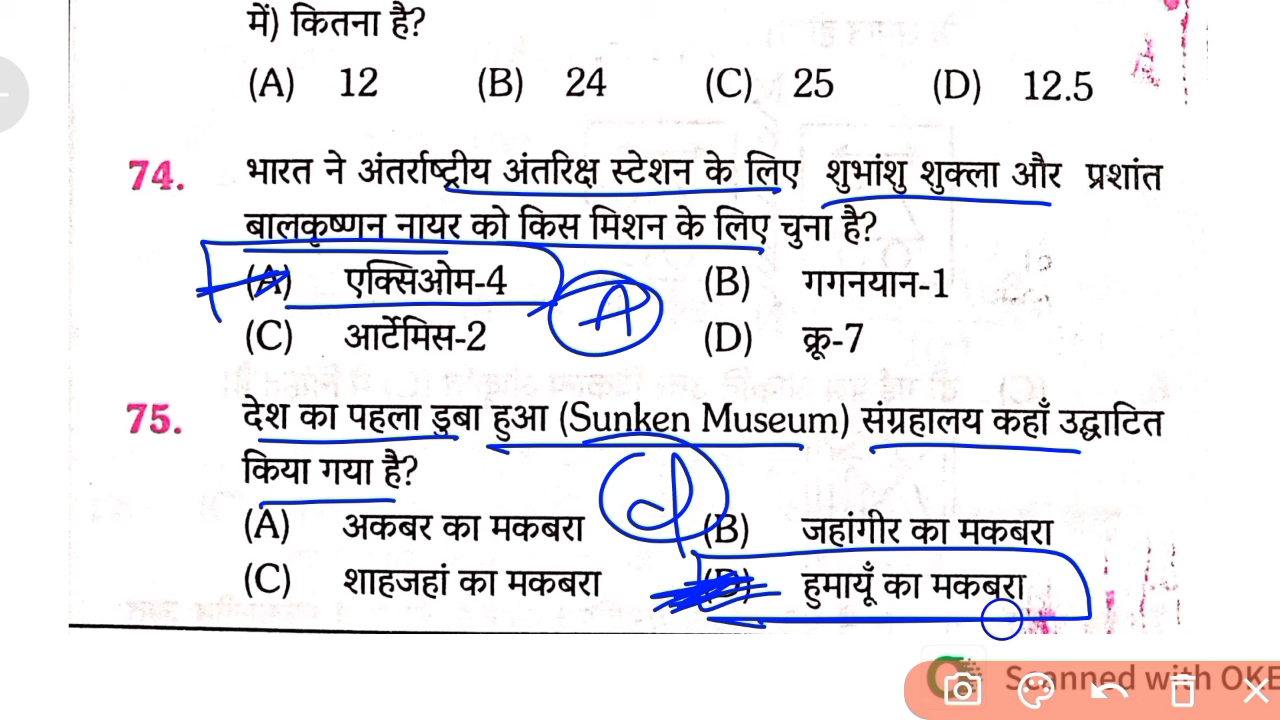 में) कितना है?
(A) 12 (B) 24 (C) 25 (D) 12.5
74. भारत ने अंतर्राष्ट्रीय अंतरिक्ष स्टेशन के लिए शुभांशु शुक्ला और प्रशांत
बालकृष्णन नायर को किस मिशन के लिए चुना है?
(A) एक्सिओम-4 (B) गगनयान-1
A
(C) आर्टेमिस-2 (D) क्रू-7
75. देश का पहला डुबा हुआ (Sunken Museum) संग्रहालय कहाँ उद्घाटित
किया गया है?
d
(A) अकबर का मकबरा (B) जहांगीर का मकबरा
(C) शाहजहां का मकबरा (D) हुमायूँ का मकबरा
Scanned with OKE